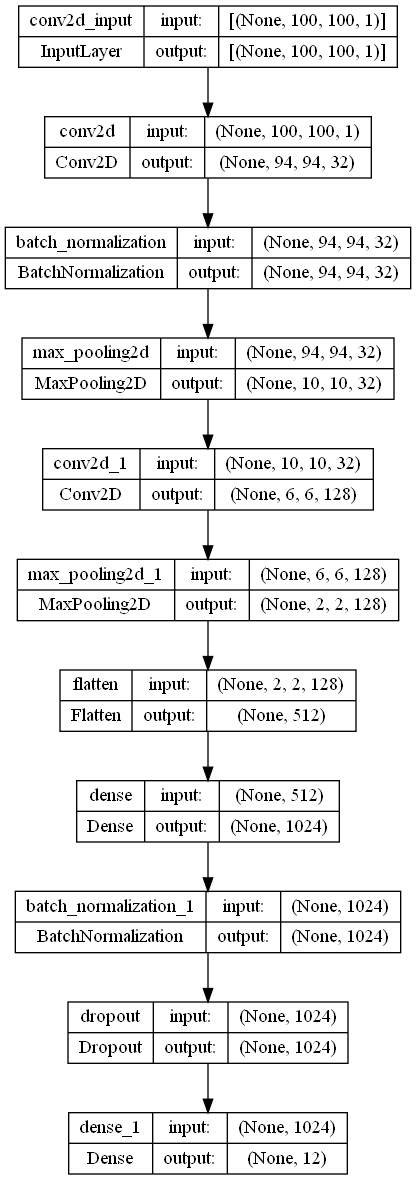 conv2d_input input: [(None, 100, 100, 1)]
InputLayer output: [(None, 100, 100, 1)]
conv2d input: (None, 100, 100, 1)
Conv2D output: (None, 94, 94, 32)
batch_normalization input: (None, 94, 94, 32)
BatchNormalization output: (None, 94, 94, 32)
max_pooling2d input: (None, 94, 94, 32)
MaxPooling2D output: (None, 10, 10, 32)
conv2d_1 input: (None, 10, 10, 32)
Conv2D output: (None, 6, 6, 128)
max_pooling2d_1 input: (None, 6, 6, 128)
MaxPooling2D output: (None, 2, 2, 128)
flatten input: (None, 2, 2, 128)
Flatten output: (None, 512)
dense input: (None, 512)
Dense output: (None, 1024)
batch_normalization_1 input: (None, 1024)
BatchNormalization output: (None, 1024)
dropout input: (None, 1024)
Dropout output: (None, 1024)
dense_1 input: (None, 1024)
Dense output: (None, 12)